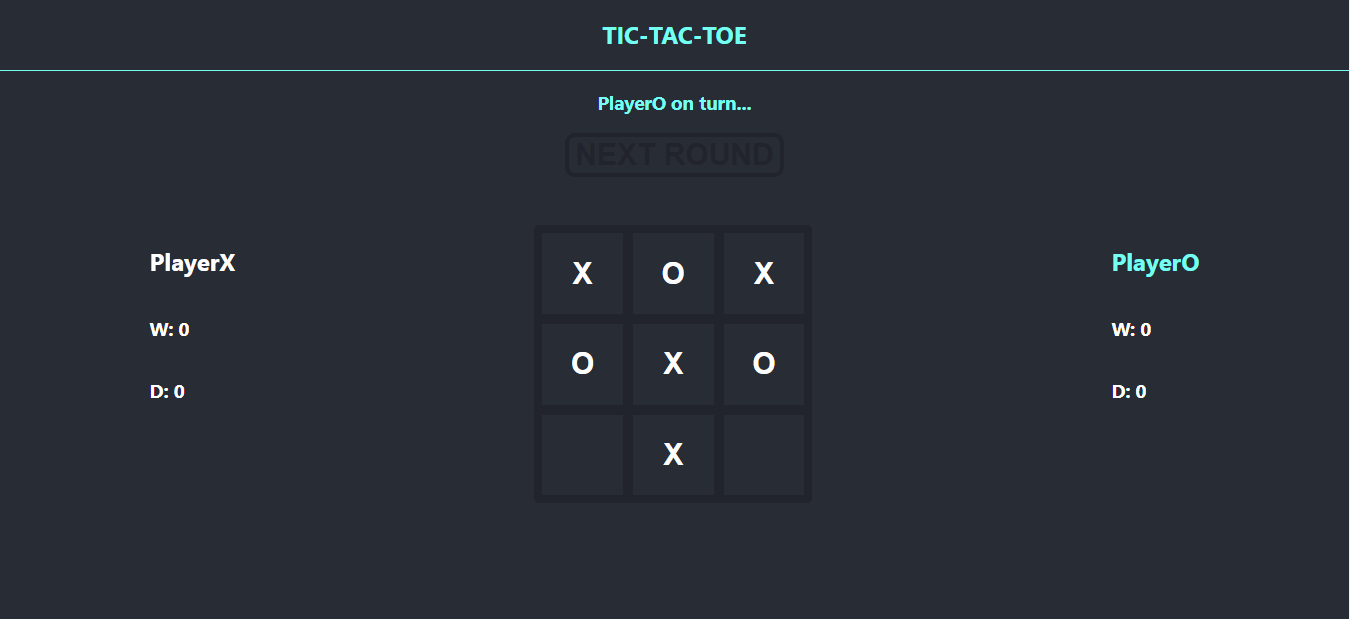 TIC-TAC-TOE
PlayerO on turn...
NEXT ROUND
PlayerX
W: 0
D: 0
X O X
O X O
X
PlayerO
W: 0
D: 0